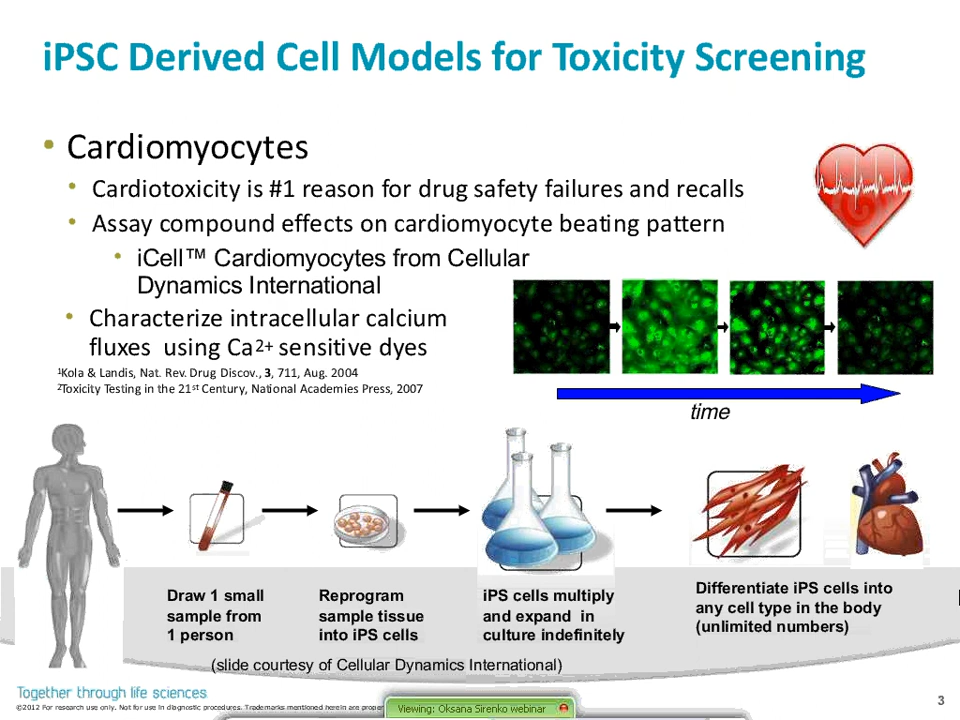 iPSC Derived Cell Models for Toxicity Screening
• Cardiomyocytes
• Cardiotoxicity is #1 reason for drug safety failures and recalls
• Assay compound effects on cardiomyocyte beating pattern
• iCell™ Cardiomyocytes from Cellular
Dynamics International
• Characterize intracellular calcium
fluxes using Ca2+ sensitive dyes
1Kola & Landis, Nat. Rev. Drug Discov., 3, 711, Aug. 2004
2Toxicity Testing in the 21st Century, National Academies Press, 2007
time
Draw 1 small
sample from
1 person
Reprogram
sample tissue
into iPS cells
iPS cells multiply
and expand in
culture indefinitely
Differentiate iPS cells into
any cell type in the body
(unlimited numbers)
(slide courtesy of Cellular Dynamics International)
Together through life sciences
©2012 For research use only. Not for use in diagnostic procedures. Trademarks mentioned herein are
Viewing: Oksana Sirenko webinar
3